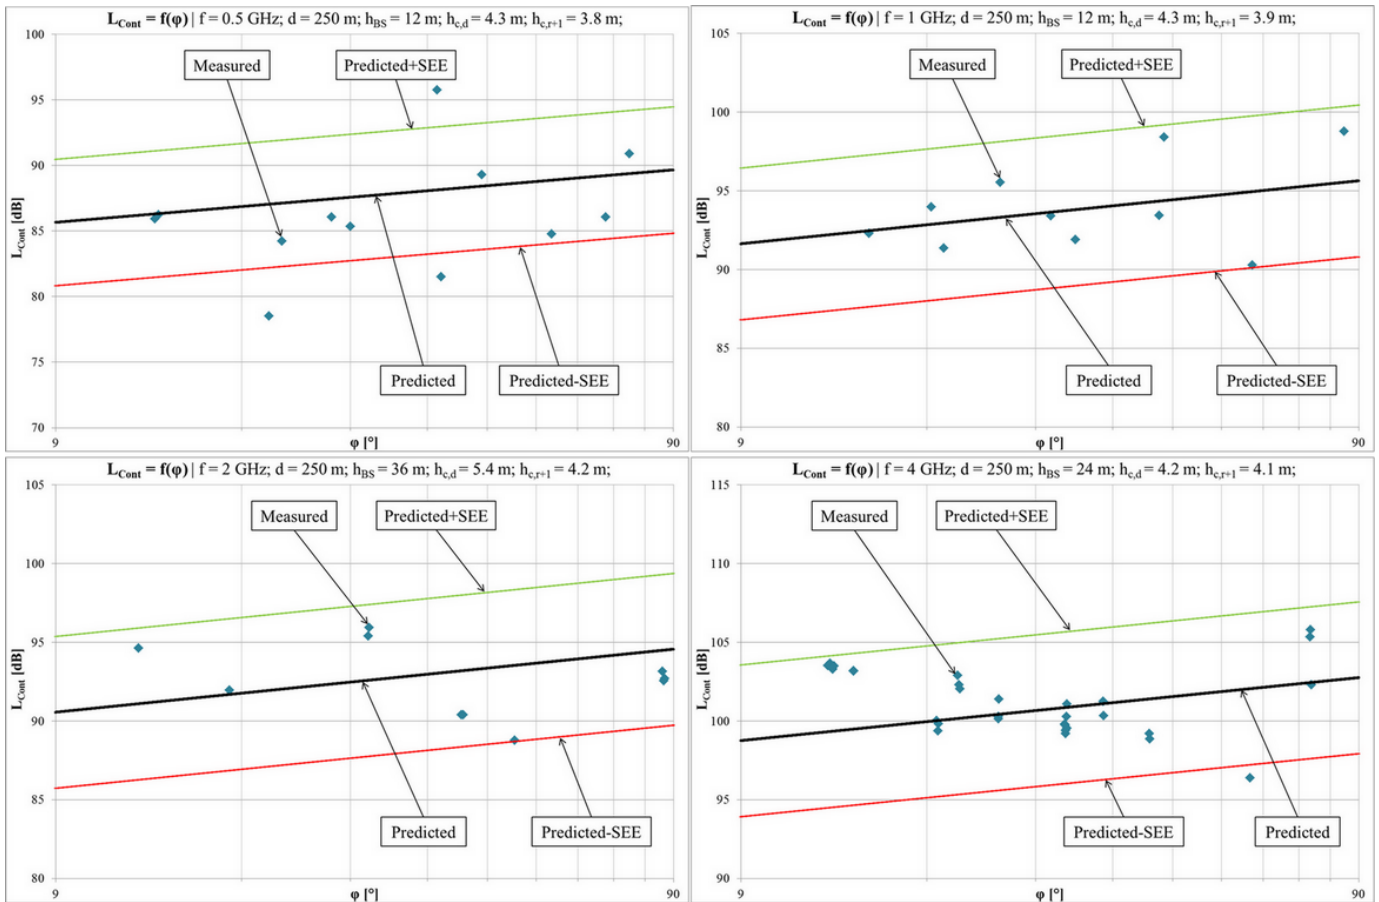 L_Cont = f(φ) | f = 0.5 GHz; d = 250 m; h_BS = 12 m; h_c,d = 4.3 m; h_c,r+1 = 3.8 m;
100
95
90
85
80
75
70
L_Cont [dB]
Measured
Predicted+SEE
Predicted
Predicted-SEE
9
φ [°]
90
L_Cont = f(φ) | f = 1 GHz; d = 250 m; h_BS = 12 m; h_c,d = 4.3 m; h_c,r+1 = 3.9 m;
105
100
95
90
85
80
L_Cont [dB]
Measured
Predicted+SEE
Predicted
Predicted-SEE
9
φ [°]
90
L_Cont = f(φ) | f = 2 GHz; d = 250 m; h_BS = 36 m; h_c,d = 5.4 m; h_c,r+1 = 4.2 m;
105
100
95
90
85
80
L_Cont [dB]
Measured
Predicted+SEE
Predicted
Predicted-SEE
9
φ [°]
90
L_Cont = f(φ) | f = 4 GHz; d = 250 m; h_BS = 24 m; h_c,d = 4.2 m; h_c,r+1 = 4.1 m;
115
110
105
100
95
90
L_Cont [dB]
Measured
Predicted+SEE
Predicted-SEE
Predicted
9
φ [°]
90